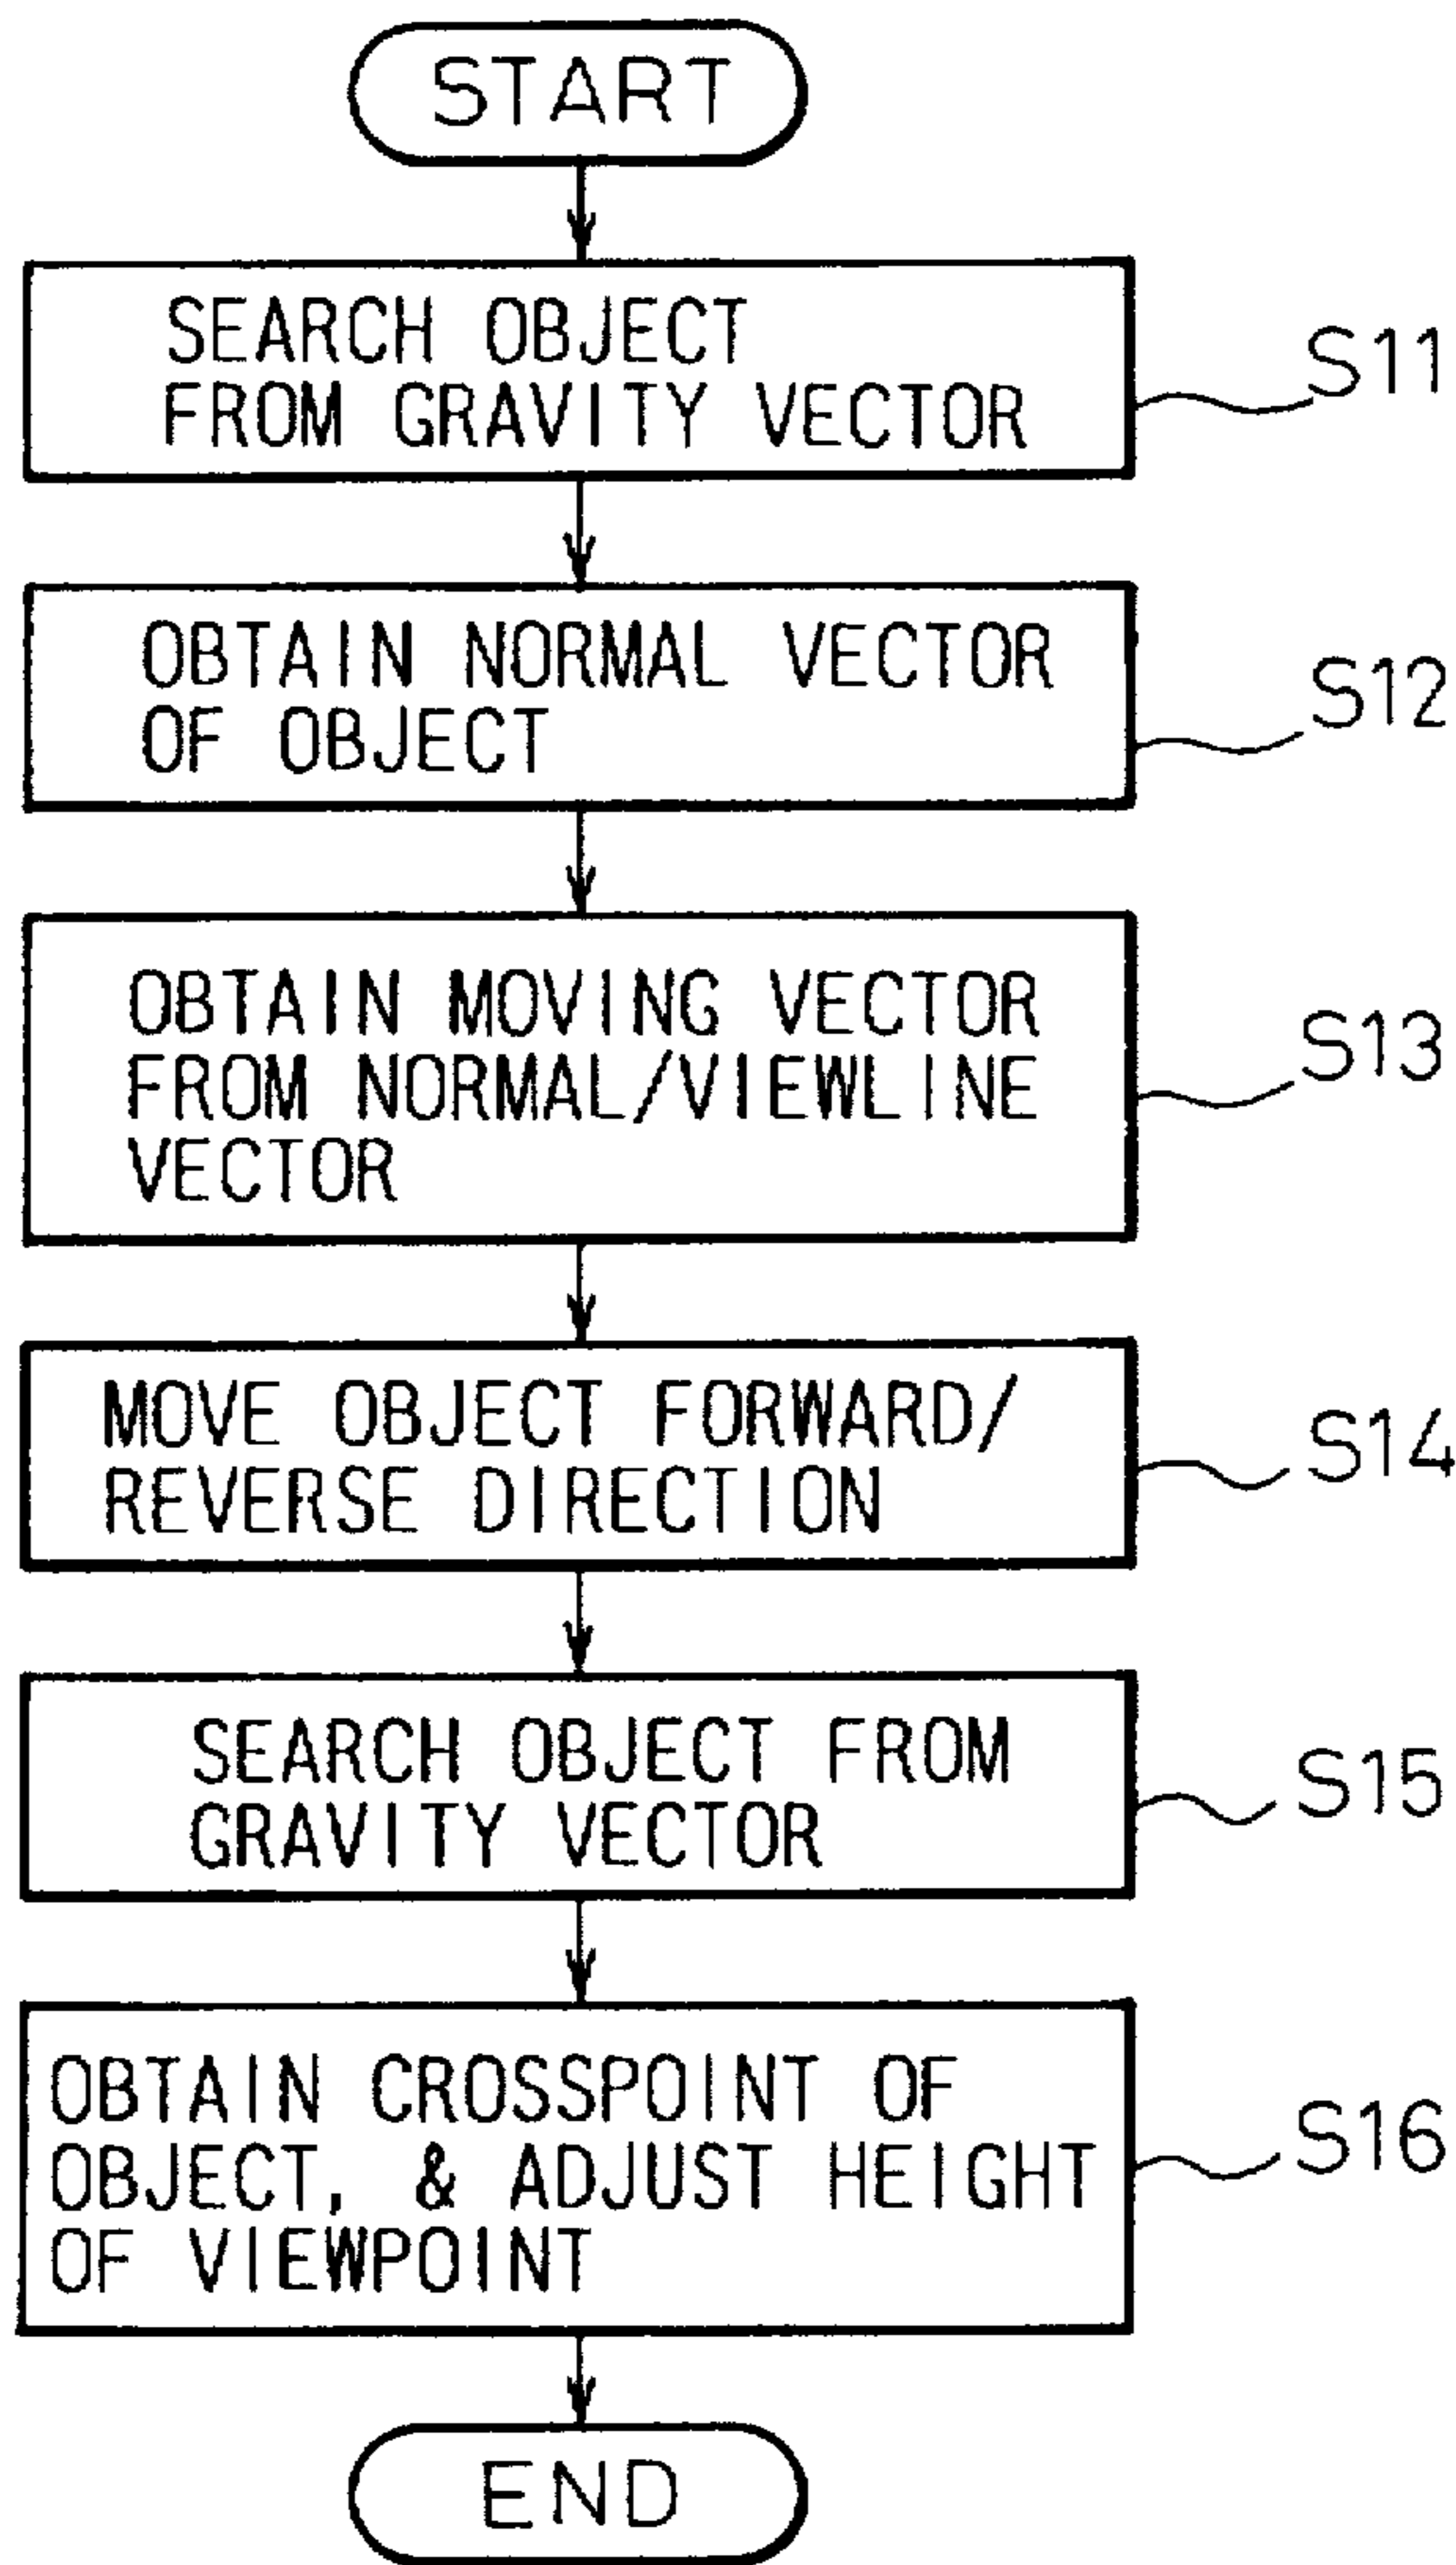 START
SEARCH OBJECT
FROM GRAVITY VECTOR
S11
OBTAIN NORMAL VECTOR
OF OBJECT
S12
OBTAIN MOVING VECTOR
FROM NORMAL/VIEWLINE
VECTOR
S13
MOVE OBJECT FORWARD/
REVERSE DIRECTION
S14
SEARCH OBJECT FROM
GRAVITY VECTOR
S15
OBTAIN CROSSPOINT OF
OBJECT, & ADJUST HEIGHT
OF VIEWPOINT
S16
END